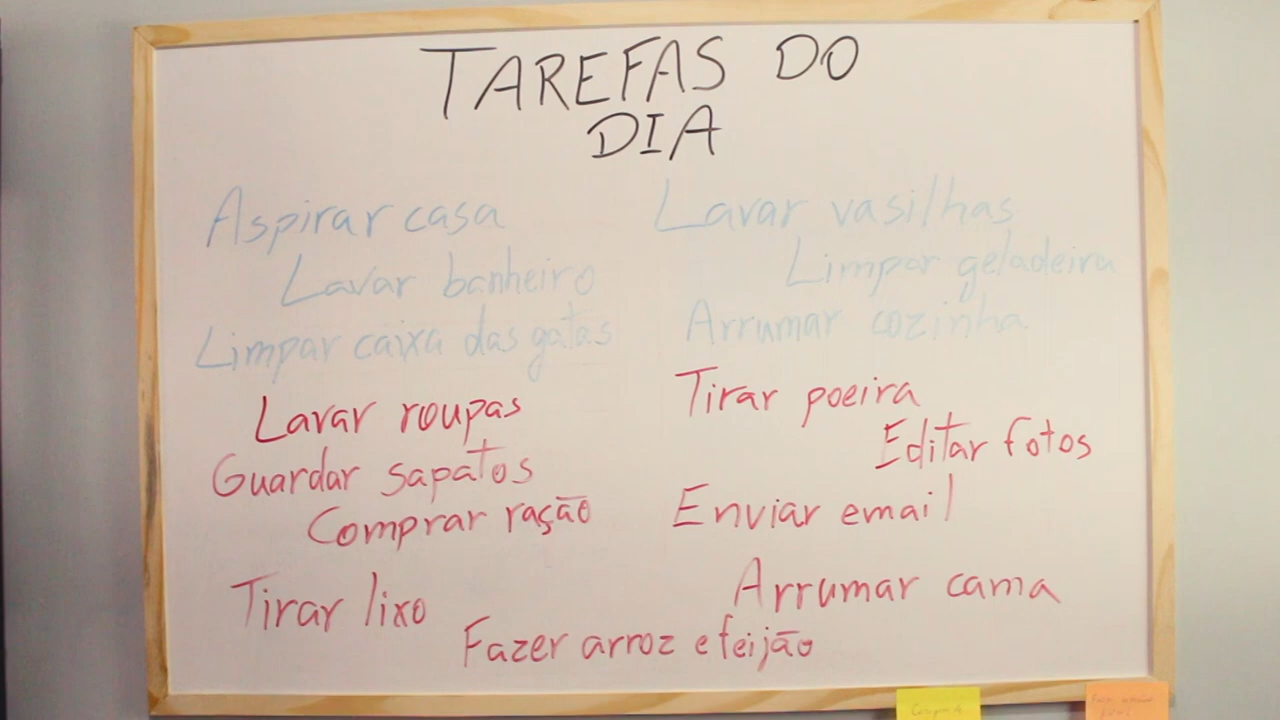 TAREFAS DO
DIA
Aspirar casa
Lavar banheiro
Limpar caixa das gatas
Lavar roupas
Guardar sapatos
Comprar ração
Tirar lixo
Lavar vasilhas
Limpar geladeira
Arrumar cozinha
Tirar poeira
Editar fotos
Enviar email
Arrumar cama
Fazer arroz e feijão